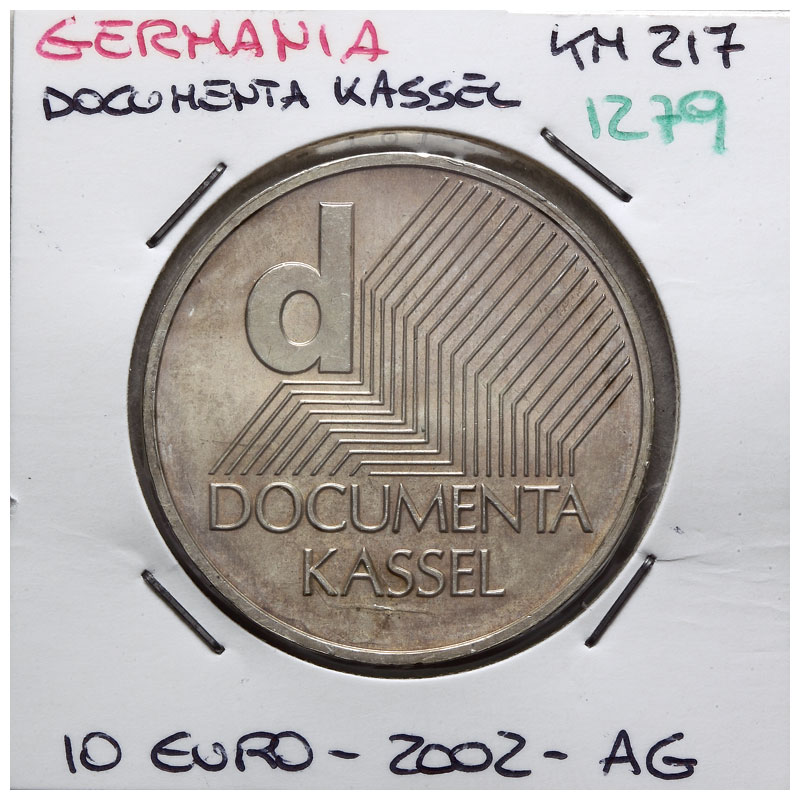 GERMANIA KM 217
DOCUMENTA KASSEL 1279
d
DOCUMENTA
KASSEL
10 EURO - 2002 - AG